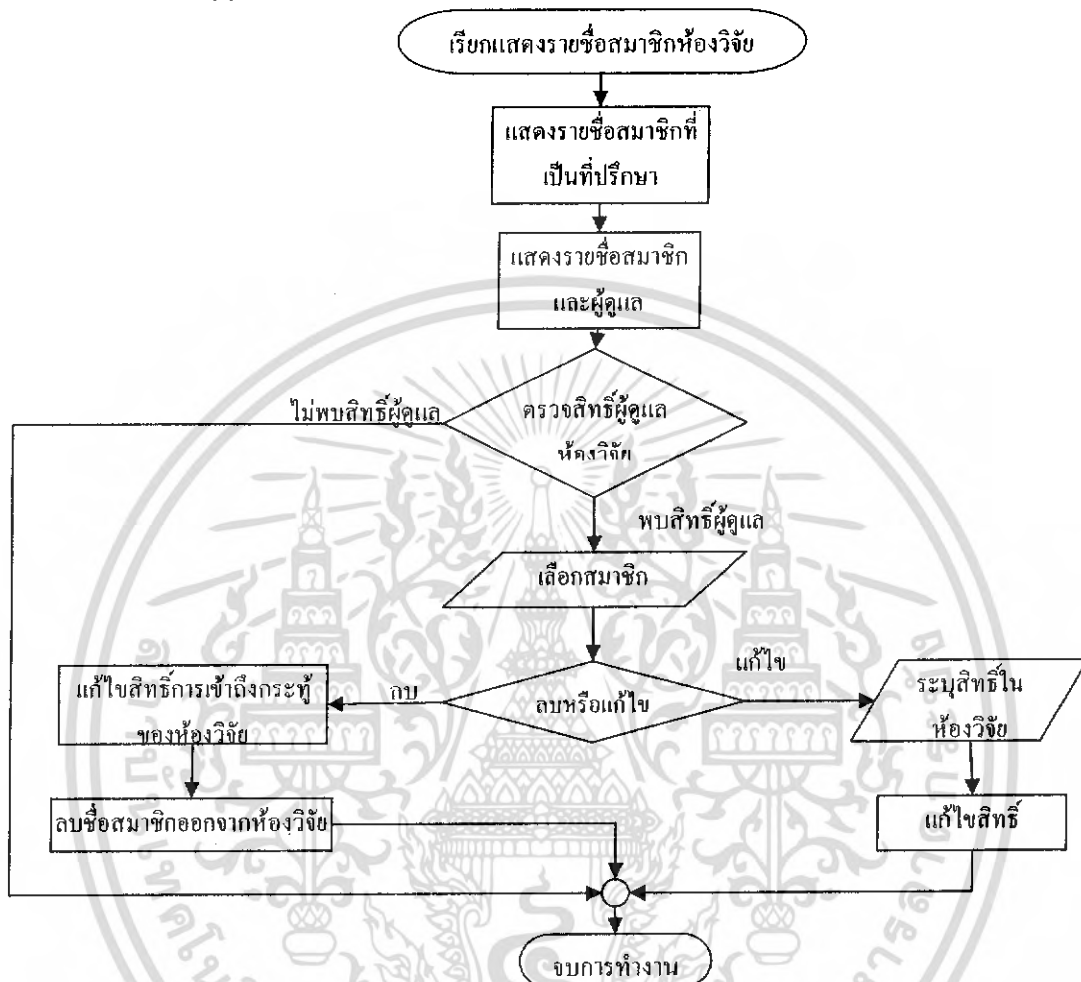 เรียกแสดงรายชื่อสมาชิกห้องวิจัย
แสดงรายชื่อสมาชิกที่
เป็นที่ปรึกษา
แสดงรายชื่อสมาชิก
และผู้ดูแล
ไม่พบสิทธิ์ผู้ดูแล
ตรวจสิทธิ์ผู้ดูแล
ห้องวิจัย
พบสิทธิ์ผู้ดูแล
เลือกสมาชิก
แก้ไข
แก้ไขสิทธิ์การเข้าถึงกระทู้
ของห้องวิจัย
ลบ
ลบหรือแก้ไข
ระบุสิทธิ์ใน
ห้องวิจัย
ลบชื่อสมาชิกออกจากห้องวิจัย
แก้ไขสิทธิ์
จบการทำงาน